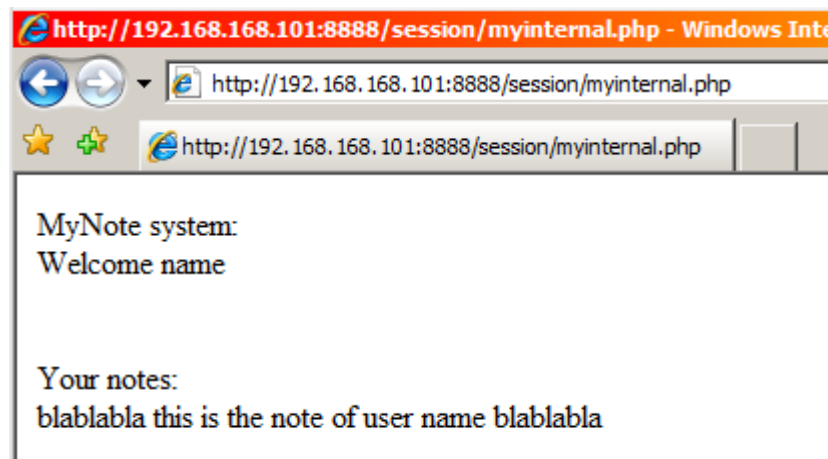 http://192.168.168.101:8888/session/myinternal.php - Windows Inte
http://192.168.168.101:8888/session/myinternal.php
http://192.168.168.101:8888/session/myinternal.php
MyNote system:
Welcome name
Your notes:
blablabla this is the note of user name blablabla